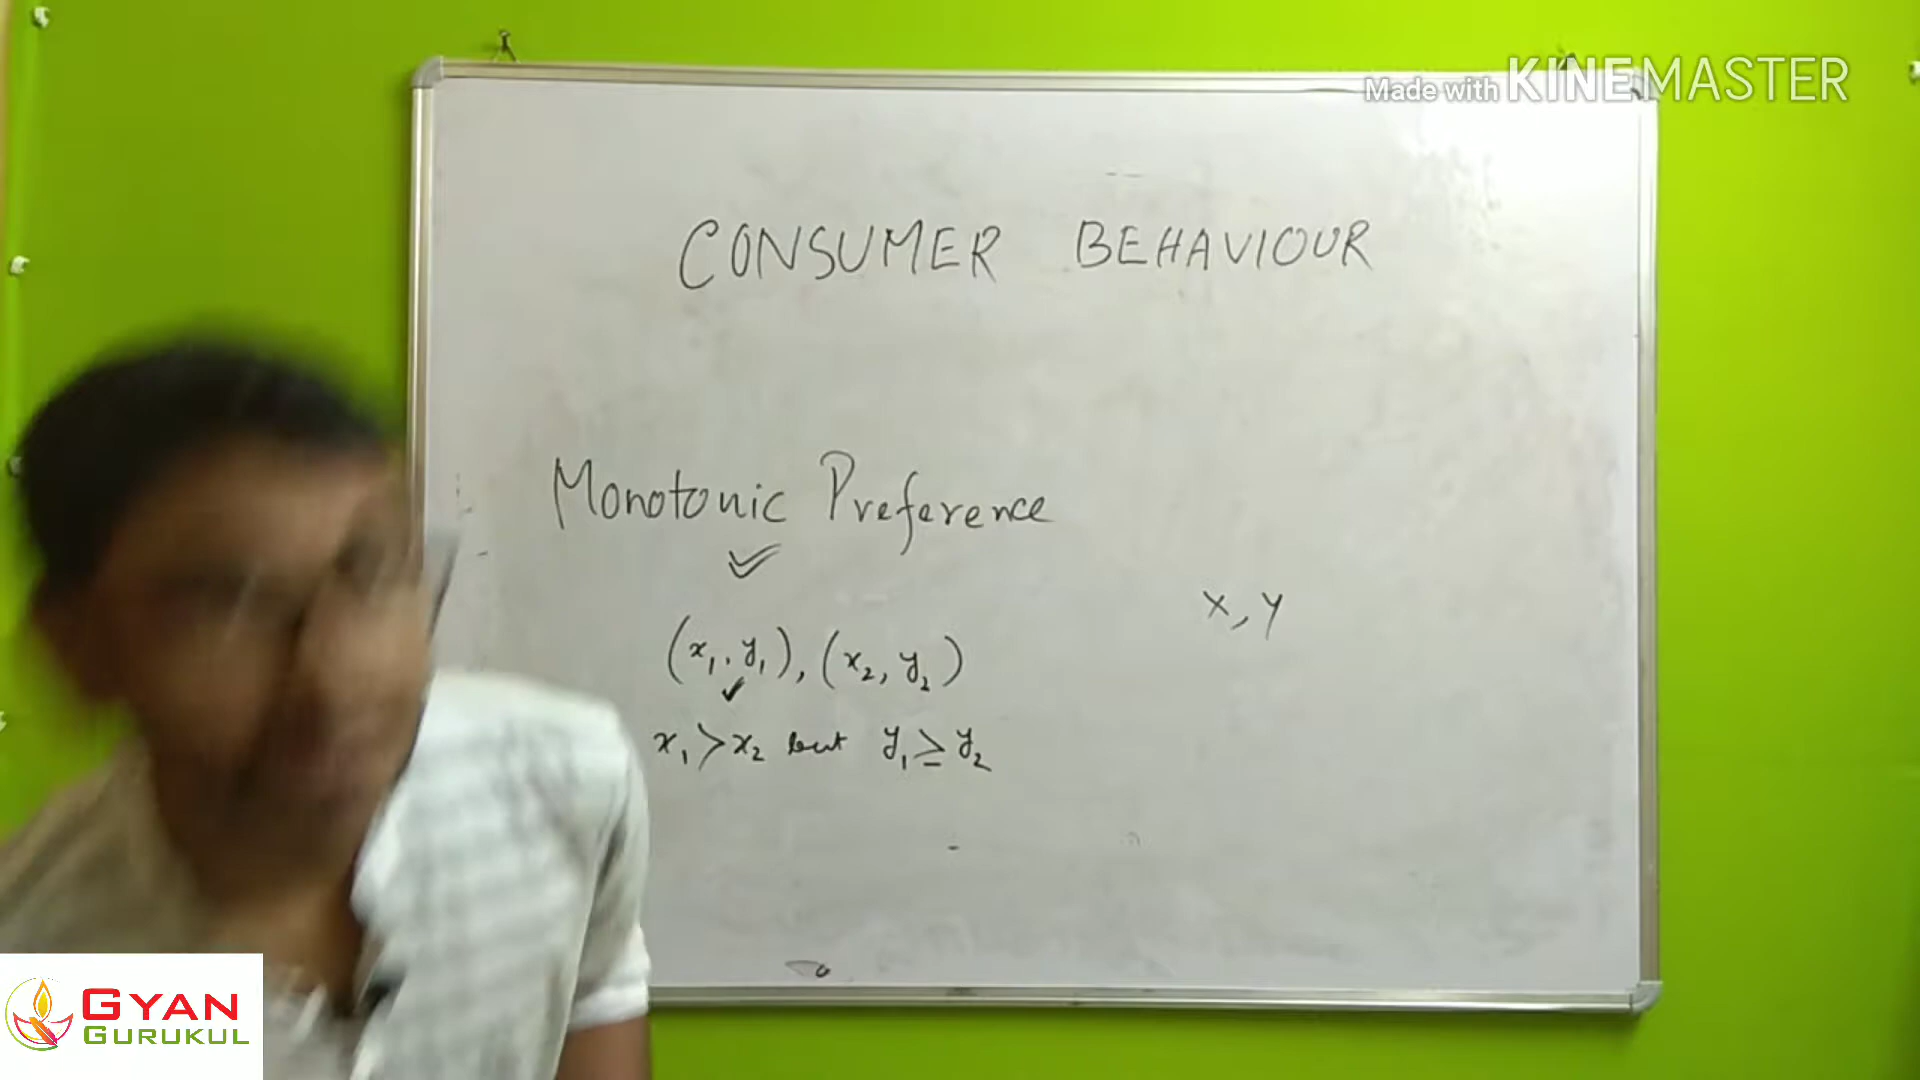 Made with KINEMASTER
CONSUMER BEHAVIOUR
Monotonic Preference
x, y
(x₁, y₁), (x₂, y₂)
x₁ > x₂ but y₁ ≥ y₂
GYAN
GURUKUL